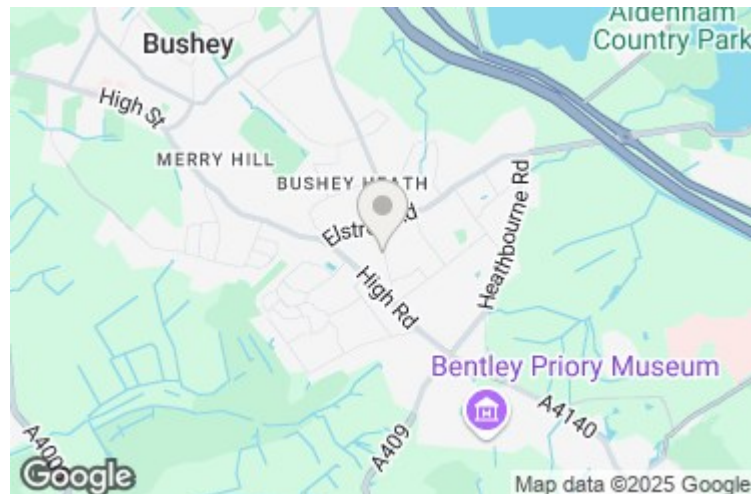 Aldenham
Country Park
Bushey
High St
MERRY HILL
BUSHEY HEATH
Heathbourne Rd
High Rd
Bentley Priory Museum
A4140
A409
Google
Map data ©2025 Google